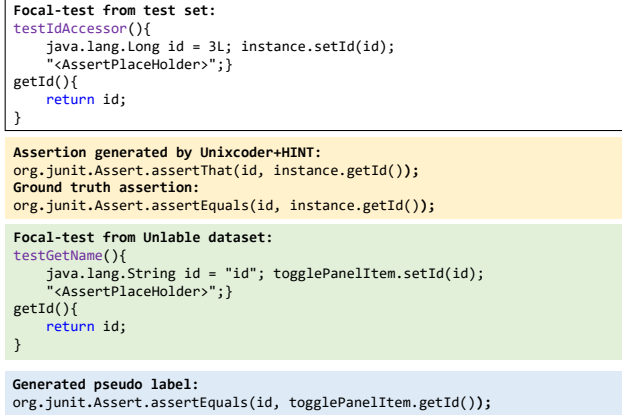 Focal-test from test set:
testIdAccessor(){
    java.lang.Long id = 3L; instance.setId(id);
    "<AssertPlaceHolder>";}
getId(){
    return id;
}
Assertion generated by Unixcoder+HINT:
org.junit.Assert.assertThat(id, instance.getId());
Ground truth assertion:
org.junit.Assert.assertEquals(id, instance.getId());
Focal-test from Unlable dataset:
testGetName(){
    java.lang.String id = "id"; togglePanelItem.setId(id);
    "<AssertPlaceHolder>";}
getId(){
    return id;
}
Generated pseudo label:
org.junit.Assert.assertEquals(id, togglePanelItem.getId());